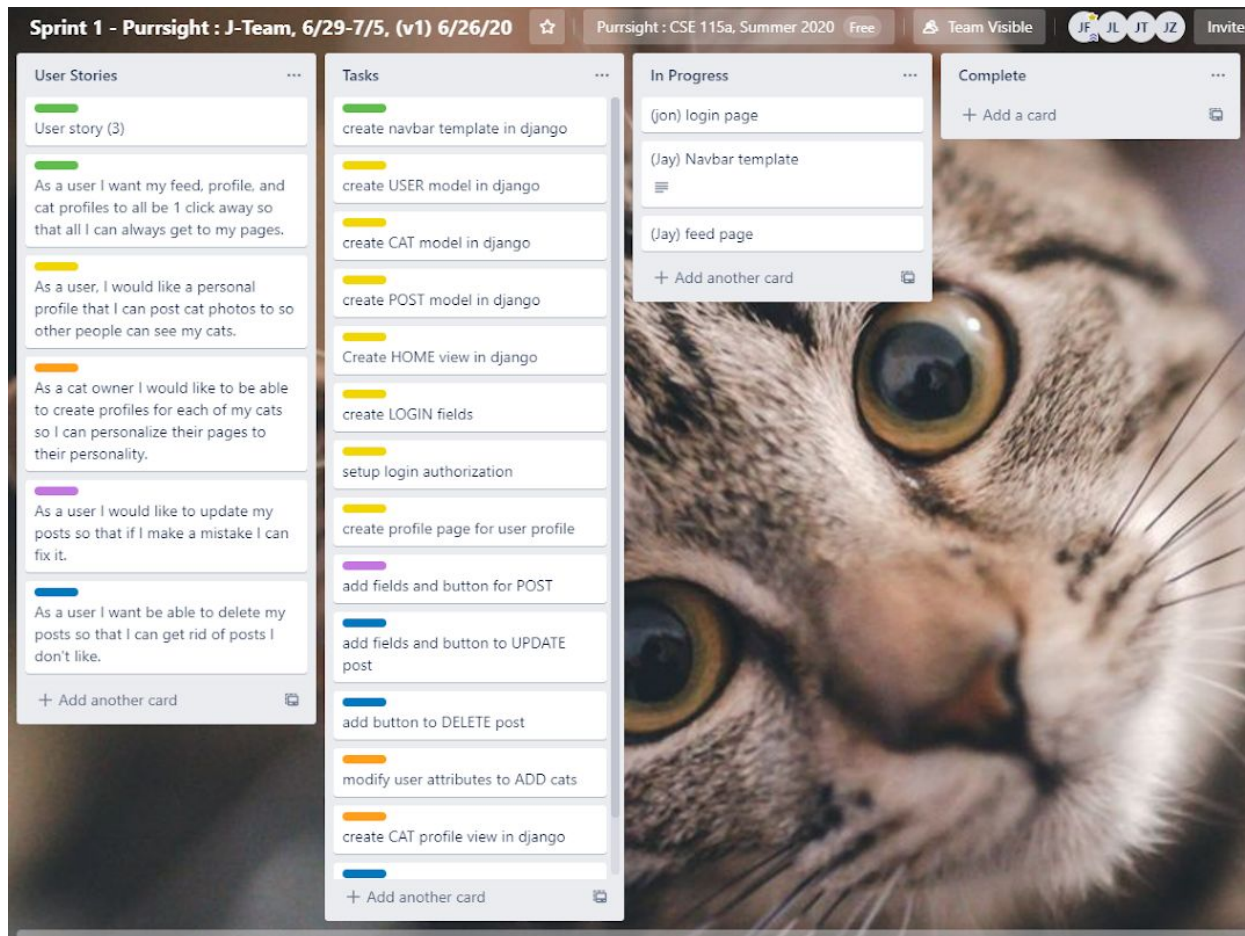 Sprint 1 - Purrsight : J-Team, 6/29-7/5, (v1) 6/26/20
Purrsight : CSE 115a, Summer 2020 Free
Team Visible
JF JL JT JZ
Invite
User Stories
User story (3)
As a user I want my feed, profile, and
cat profiles to all be 1 click away so
that all I can always get to my pages.
As a user, I would like a personal
profile that I can post cat photos to so
other people can see my cats.
As a cat owner I would like to be able
to create profiles for each of my cats
so I can personalize their pages to
their personality.
As a user I would like to update my
posts so that if I make a mistake I can
fix it.
As a user I want be able to delete my
posts so that I can get rid of posts I
don't like.
+ Add another card
Tasks
create navbar template in django
create USER model in django
create CAT model in django
create POST model in django
Create HOME view in django
create LOGIN fields
setup login authorization
create profile page for user profile
add fields and button for POST
add fields and button to UPDATE
post
add button to DELETE post
modify user attributes to ADD cats
create CAT profile view in django
+ Add another card
In Progress
(jon) login page
(Jay) Navbar template
(Jay) feed page
+ Add another card
Complete
+ Add a card